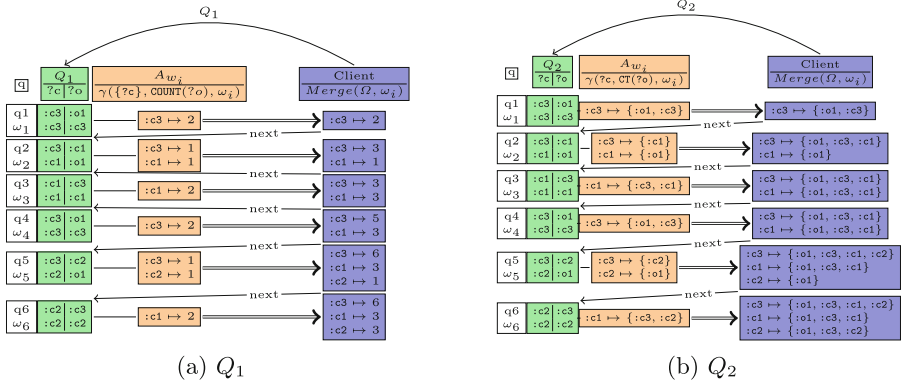 Q₁
q Q₁ A_{w_i} Client
?c|?o γ({?c}, COUNT(?o), ω_i) Merge(Ω, ω_i)
q1 :c3|:o1
:c3 ↦ 2 :c3 ↦ 2
ω₁ :c3|:c3
next
q2 :c3|:c1 :c3 ↦ 1 :c3 ↦ 3
ω₂ :c1|:o1 :c1 ↦ 1 :c1 ↦ 1
next
q3 :c1|:c3 :c1 ↦ 2 :c3 ↦ 3
ω₃ :c1|:c1 :c1 ↦ 3
next
q4 :c3|:o1 :c3 ↦ 2 :c3 ↦ 5
ω₄ :c3|:c3 :c1 ↦ 3
next
:c3 ↦ 6
q5 :c3|:c2 :c3 ↦ 1 :c1 ↦ 3
ω₅ :c2|:o1 :c2 ↦ 1 :c2 ↦ 1
next
:c3 ↦ 6
q6 :c2|:c3 :c1 ↦ 2 :c1 ↦ 3
ω₆ :c2|:c2 :c2 ↦ 3
(a) Q₁
Q₂
q Q₂ A_{w_i} Client
?c|?o γ(?c, CT(?o), ω_i) Merge(Ω, ω_i)
q1 :c3|:o1
:c3 ↦ {:o1, :c3} :c3 ↦ {:o1, :c3}
ω₁ :c3|:c3
next
q2 :c3|:c1 :c3 ↦ {:c1} :c3 ↦ {:o1, :c3, :c1}
ω₂ :c1|:o1 :c1 ↦ {:o1} :c1 ↦ {:o1}
next
q3 :c1|:c3 :c1 ↦ {:c3, :c1} :c3 ↦ {:o1, :c3, :c1}
ω₃ :c1|:c1 :c1 ↦ {:o1, :c3, :c1}
next
q4 :c3|:o1 :c3 ↦ {:o1, :c3} :c3 ↦ {:o1, :c3, :c1}
ω₄ :c3|:c3 :c1 ↦ {:o1, :c3, :c1}
next
:c3 ↦ {:o1, :c3, :c1, :c2}
q5 :c3|:c2 :c3 ↦ {:c2} :c1 ↦ {:o1, :c3, :c1}
ω₅ :c2|:o1 :c2 ↦ {:o1} :c2 ↦ {:o1}
next
:c3 ↦ {:o1, :c3, :c1, :c2}
q6 :c2|:c3 :c1 ↦ {:c3, :c2} :c1 ↦ {:o1, :c3, :c1}
ω₆ :c2|:c2 :c2 ↦ {:o1, :c3, :c2}
(b) Q₂